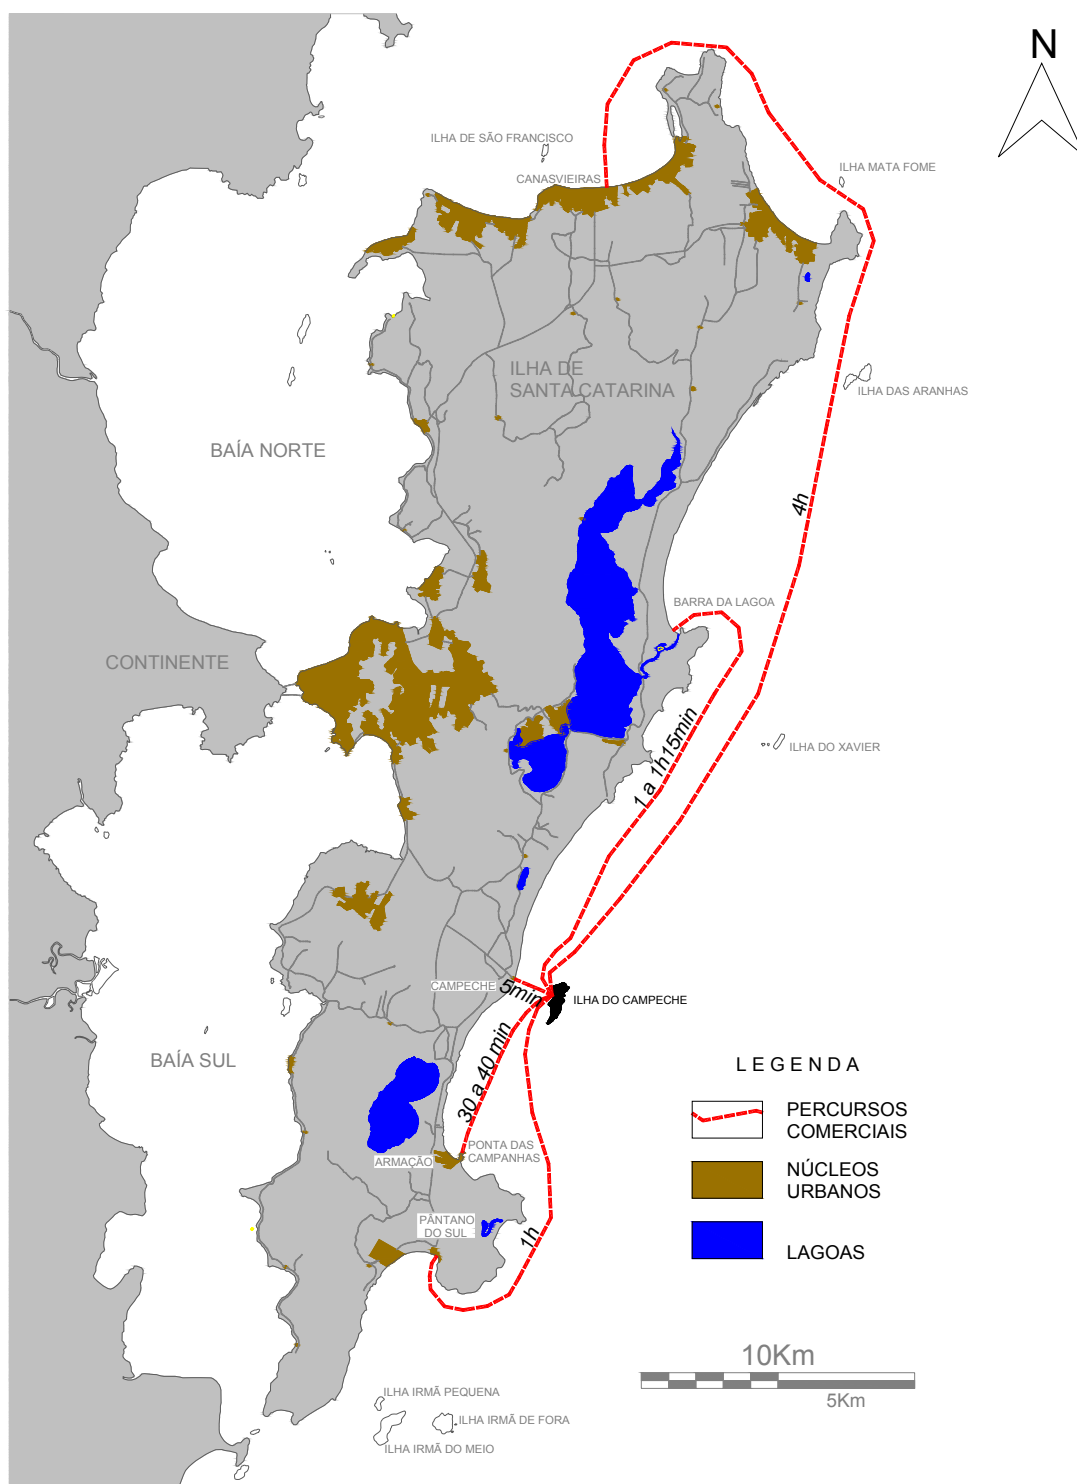 N
ILHA DE SÃO FRANCISCO
ILHA MATA FOME
CANASVIEIRAS
ILHA DE
SANTA CATARINA
ILHA DAS ARANHAS
BAÍA NORTE
4h
BARRA DA LAGOA
CONTINENTE
ILHA DO XAVIER
1 a 1h15min
CAMPECHE
5min
ILHA DO CAMPECHE
BAÍA SUL
30 a 40 min
LEGENDA
PERCURSOS
COMERCIAIS
PONTA DAS
CAMPANHAS
ARMAÇÃO
NÚCLEOS
URBANOS
PÂNTANO
DO SUL
1h
LAGOAS
10Km
5Km
ILHA IRMÃ PEQUENA
ILHA IRMÃ DE FORA
ILHA IRMÃ DO MEIO